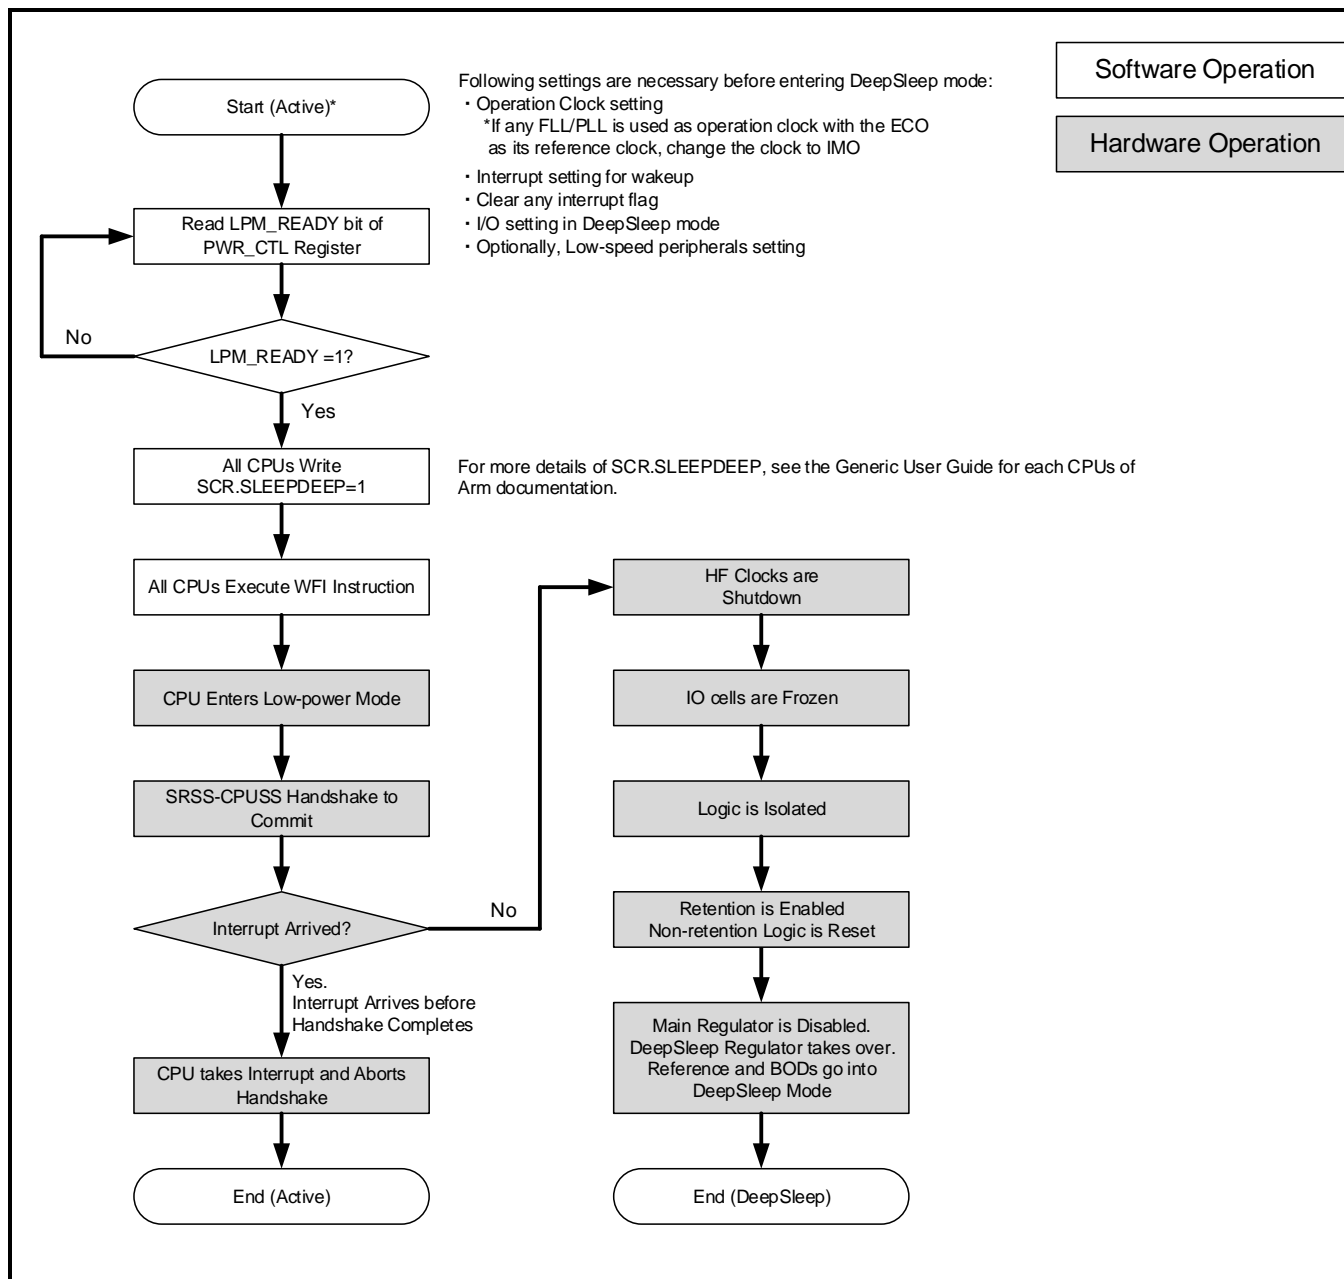 Software Operation
Hardware Operation
Start (Active)*
Following settings are necessary before entering DeepSleep mode:
・Operation Clock setting
*If any FLL/PLL is used as operation clock with the ECO
as its reference clock, change the clock to IMO
・Interrupt setting for wakeup
・Clear any interrupt flag
・I/O setting in DeepSleep mode
・Optionally, Low-speed peripherals setting
Read LPM_READY bit of
PWR_CTL Register
No
LPM_READY =1?
Yes
All CPUs Write
SCR.SLEEPDEEP=1
For more details of SCR.SLEEPDEEP, see the Generic User Guide for each CPUs of
Arm documentation.
All CPUs Execute WFI Instruction
CPU Enters Low-power Mode
SRSS-CPUSS Handshake to
Commit
Interrupt Arrived?
No
Yes.
Interrupt Arrives before
Handshake Completes
CPU takes Interrupt and Aborts
Handshake
End (Active)
HF Clocks are
Shutdown
IO cells are Frozen
Logic is Isolated
Retention is Enabled
Non-retention Logic is Reset
Main Regulator is Disabled.
DeepSleep Regulator takes over.
Reference and BODs go into
DeepSleep Mode
End (DeepSleep)